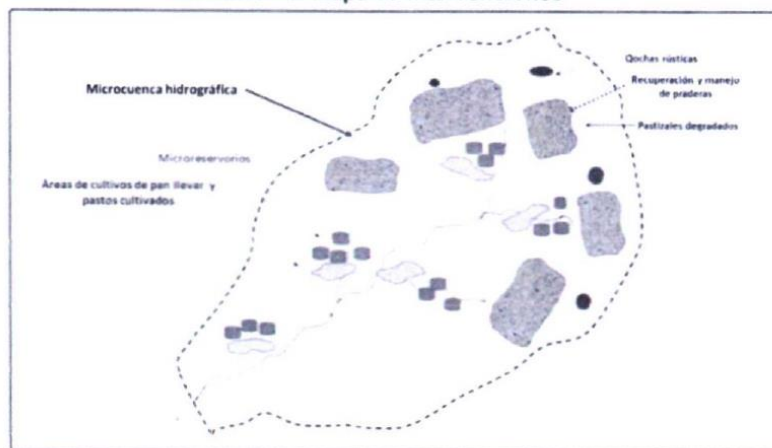 Microcuenca hidrográfica
Microreservorios
Áreas de cultivos de pan llevar y
pastos cultivados
Qochas rústicas
Recuperación y manejo
de praderas
Pastizales degradados